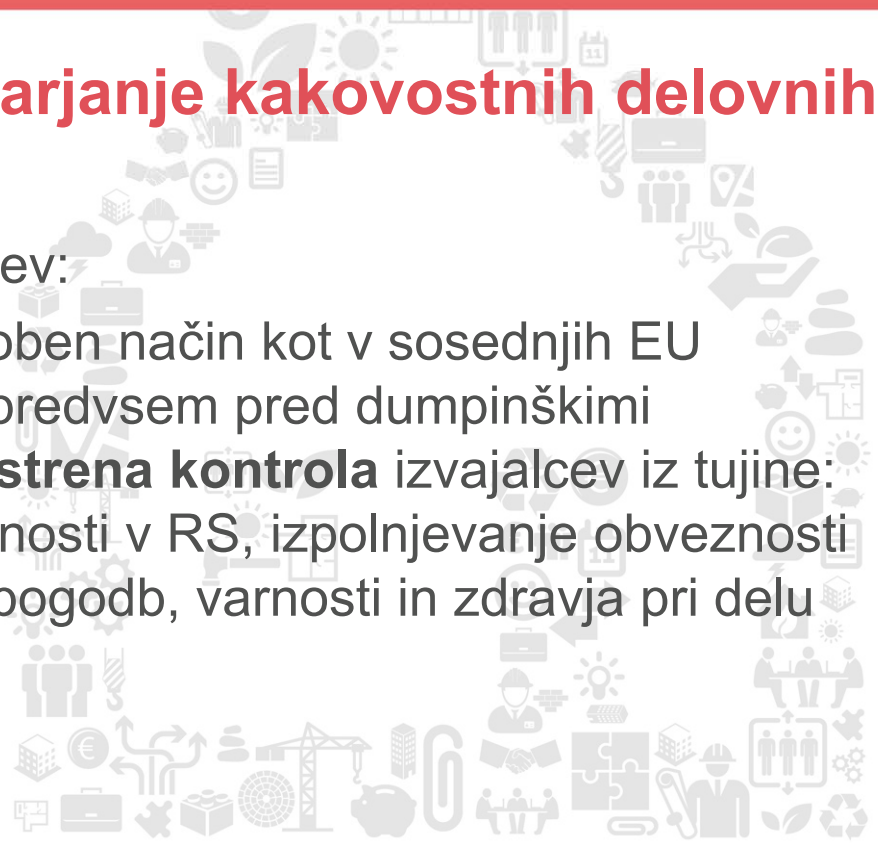 arjanje kakovostnih delovnih
ev:
oben način kot v sosednjih EU
predvsem pred dumpinškimi
strena kontrola izvajalcev iz tujine:
nosti v RS, izpolnjevanje obveznosti
pogodb, varnosti in zdravja pri delu